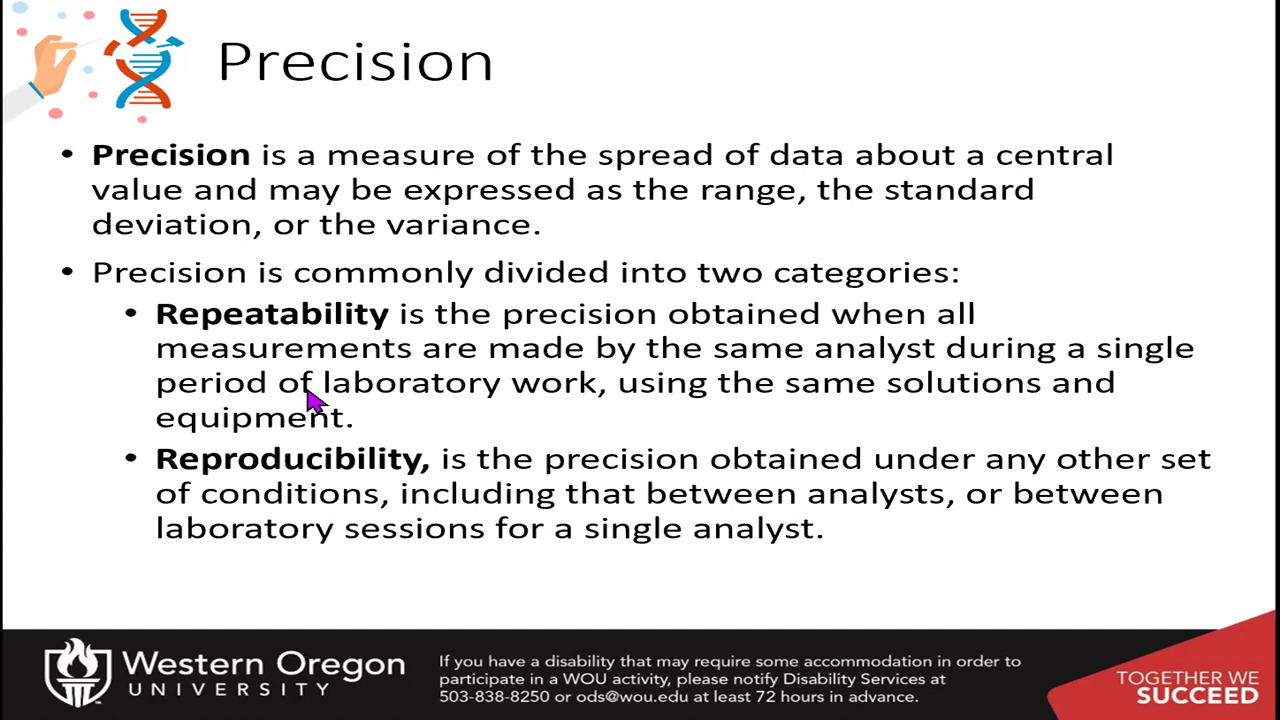 Precision
• Precision is a measure of the spread of data about a central
value and may be expressed as the range, the standard
deviation, or the variance.
• Precision is commonly divided into two categories:
• Repeatability is the precision obtained when all
measurements are made by the same analyst during a single
period of laboratory work, using the same solutions and
equipment.
• Reproducibility, is the precision obtained under any other set
of conditions, including that between analysts, or between
laboratory sessions for a single analyst.
Western Oregon
UNIVERSITY
If you have a disability that may require some accommodation in order to
participate in a WOU activity, please notify Disability Services at
503-838-8250 or ods@wou.edu at least 72 hours in advance.
TOGETHER WE
SUCCEED